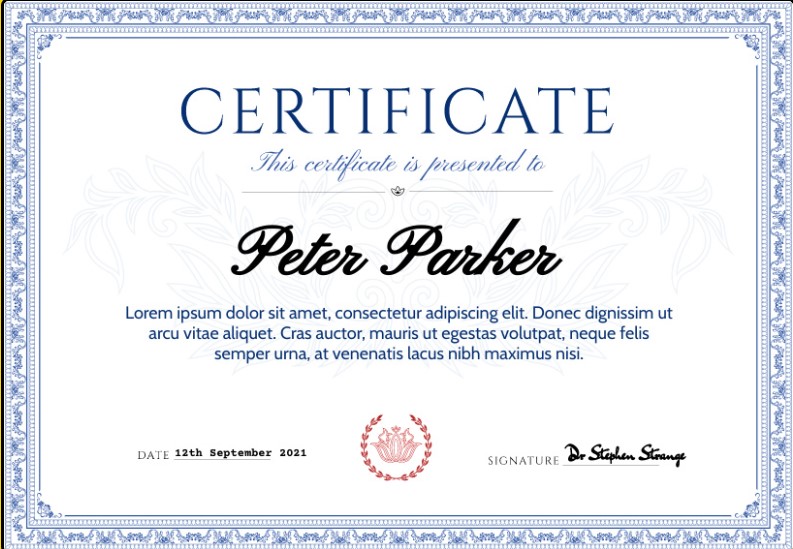 CERTIFICATE
This certificate is presented to
Peter Parker
Lorem ipsum dolor sit amet, consectetur adipiscing elit. Donec dignissim ut
arcu vitae aliquet. Cras auctor, mauris ut egestas volutpat, neque felis
semper urna, at venenatis lacus nibh maximus nisi.
DATE 12th September 2021
SIGNATURE Dr Stephen Strange